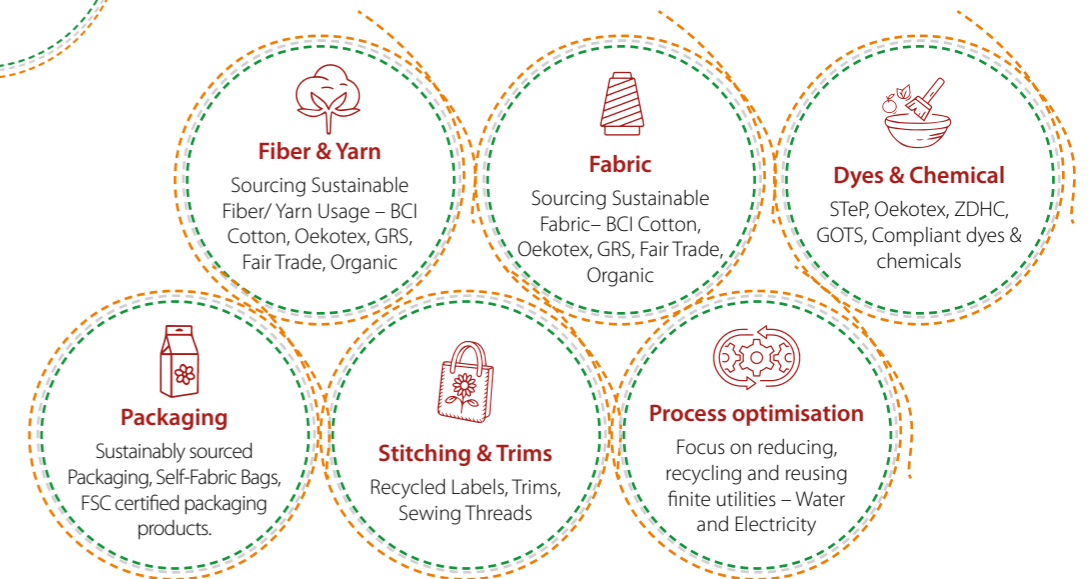 Fiber & Yarn
Sourcing Sustainable
Fiber/ Yarn Usage – BCI
Cotton, Oekotex, GRS,
Fair Trade, Organic
Fabric
Sourcing Sustainable
Fabric– BCI Cotton,
Oekotex, GRS, Fair Trade,
Organic
Dyes & Chemical
STeP, Oekotex, ZDHC,
GOTS, Compliant dyes &
chemicals
Packaging
Sustainably sourced
Packaging, Self-Fabric Bags,
FSC certified packaging
products.
Stitching & Trims
Recycled Labels, Trims,
Sewing Threads
Process optimisation
Focus on reducing,
recycling and reusing
finite utilities – Water
and Electricity